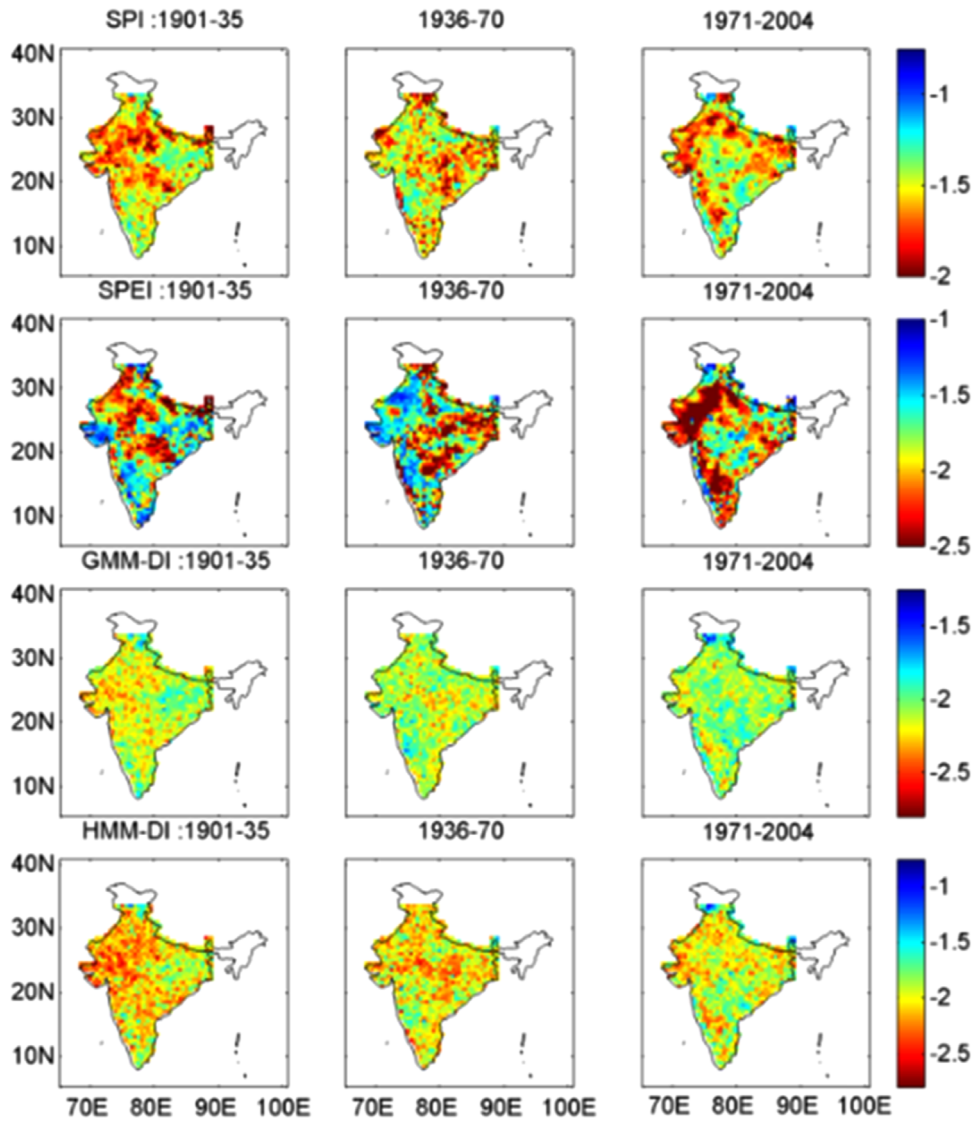 SPI :1901-35 1936-70 1971-2004
40N
30N
20N
10N
-1
-1.5
-2
SPEI :1901-35 1936-70 1971-2004
40N
30N
20N
10N
-1
-1.5
-2
-2.5
GMM-DI :1901-35 1936-70 1971-2004
40N
30N
20N
10N
-1.5
-2
-2.5
HMM-DI :1901-35 1936-70 1971-2004
40N
30N
20N
10N
-1
-1.5
-2
-2.5
70E 80E 90E 100E 70E 80E 90E 100E 70E 80E 90E 100E